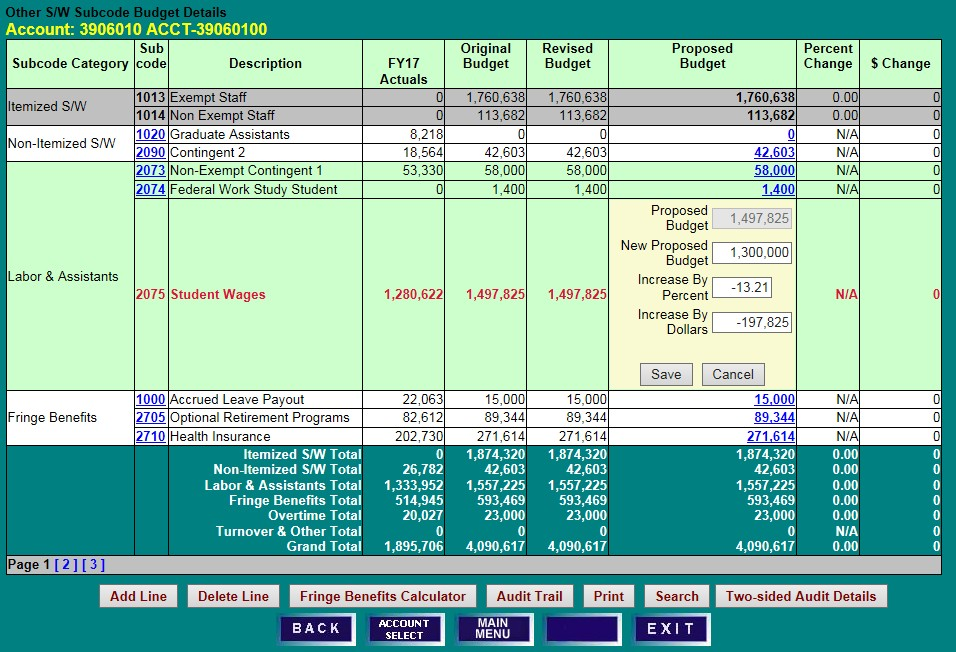 Other S/W Subcode Budget Details
Account: 3906010 ACCT-39060100
Subcode Category Sub code Description FY17 Actuals Original Budget Revised Budget Proposed Budget Percent Change $ Change
Itemized S/W
1013 Exempt Staff 0 1,760,638 1,760,638 1,760,638 0.00 0
1014 Non Exempt Staff 0 113,682 113,682 113,682 0.00 0
Non-Itemized S/W
1020 Graduate Assistants 8,218 0 0 0 N/A 0
2090 Contingent 2 18,564 42,603 42,603 42,603 N/A 0
Labor & Assistants
2073 Non-Exempt Contingent 1 53,330 58,000 58,000 58,000 N/A 0
2074 Federal Work Study Student 0 1,400 1,400 1,400 N/A 0
2075 Student Wages 1,280,622 1,497,825 1,497,825 N/A 0
Proposed Budget 1,497,825
New Proposed Budget 1,300,000
Increase By Percent -13.21
Increase By Dollars -197,825
Save Cancel
Fringe Benefits
1000 Accrued Leave Payout 22,063 15,000 15,000 15,000 N/A 0
2705 Optional Retirement Programs 82,612 89,344 89,344 89,344 N/A 0
2710 Health Insurance 202,730 271,614 271,614 271,614 N/A 0
Itemized S/W Total 0 1,874,320 1,874,320 1,874,320 0.00 0
Non-Itemized S/W Total 26,782 42,603 42,603 42,603 0.00 0
Labor & Assistants Total 1,333,952 1,557,225 1,557,225 1,557,225 0.00 0
Fringe Benefits Total 514,945 593,469 593,469 593,469 0.00 0
Overtime Total 20,027 23,000 23,000 23,000 0.00 0
Turnover & Other Total 0 0 0 0 N/A 0
Grand Total 1,895,706 4,090,617 4,090,617 4,090,617 0.00 0
Page 1 [ 2 ] [ 3 ]
Add Line Delete Line Fringe Benefits Calculator Audit Trail Print Search Two-sided Audit Details
BACK ACCOUNT SELECT MAIN MENU EXIT